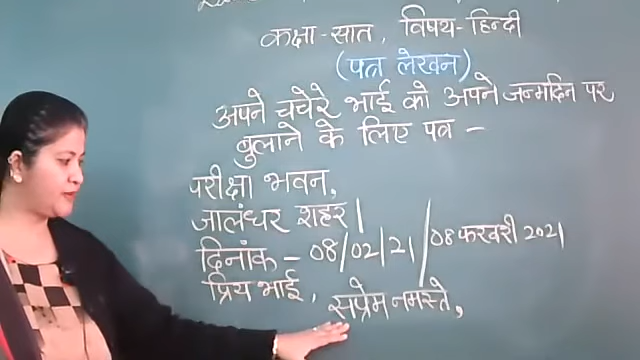 कक्षा - सात, विषय - हिन्दी
(पत्र लेखन)
अपने चचेरे भाई को अपने जन्मदिन पर
बुलाने के लिए पत्र -
परीक्षा भवन,
जालंधर शहर।
दिनांक - 08/02/21 / 08 फरवरी 2021
प्रिय भाई, सप्रेम नमस्ते,